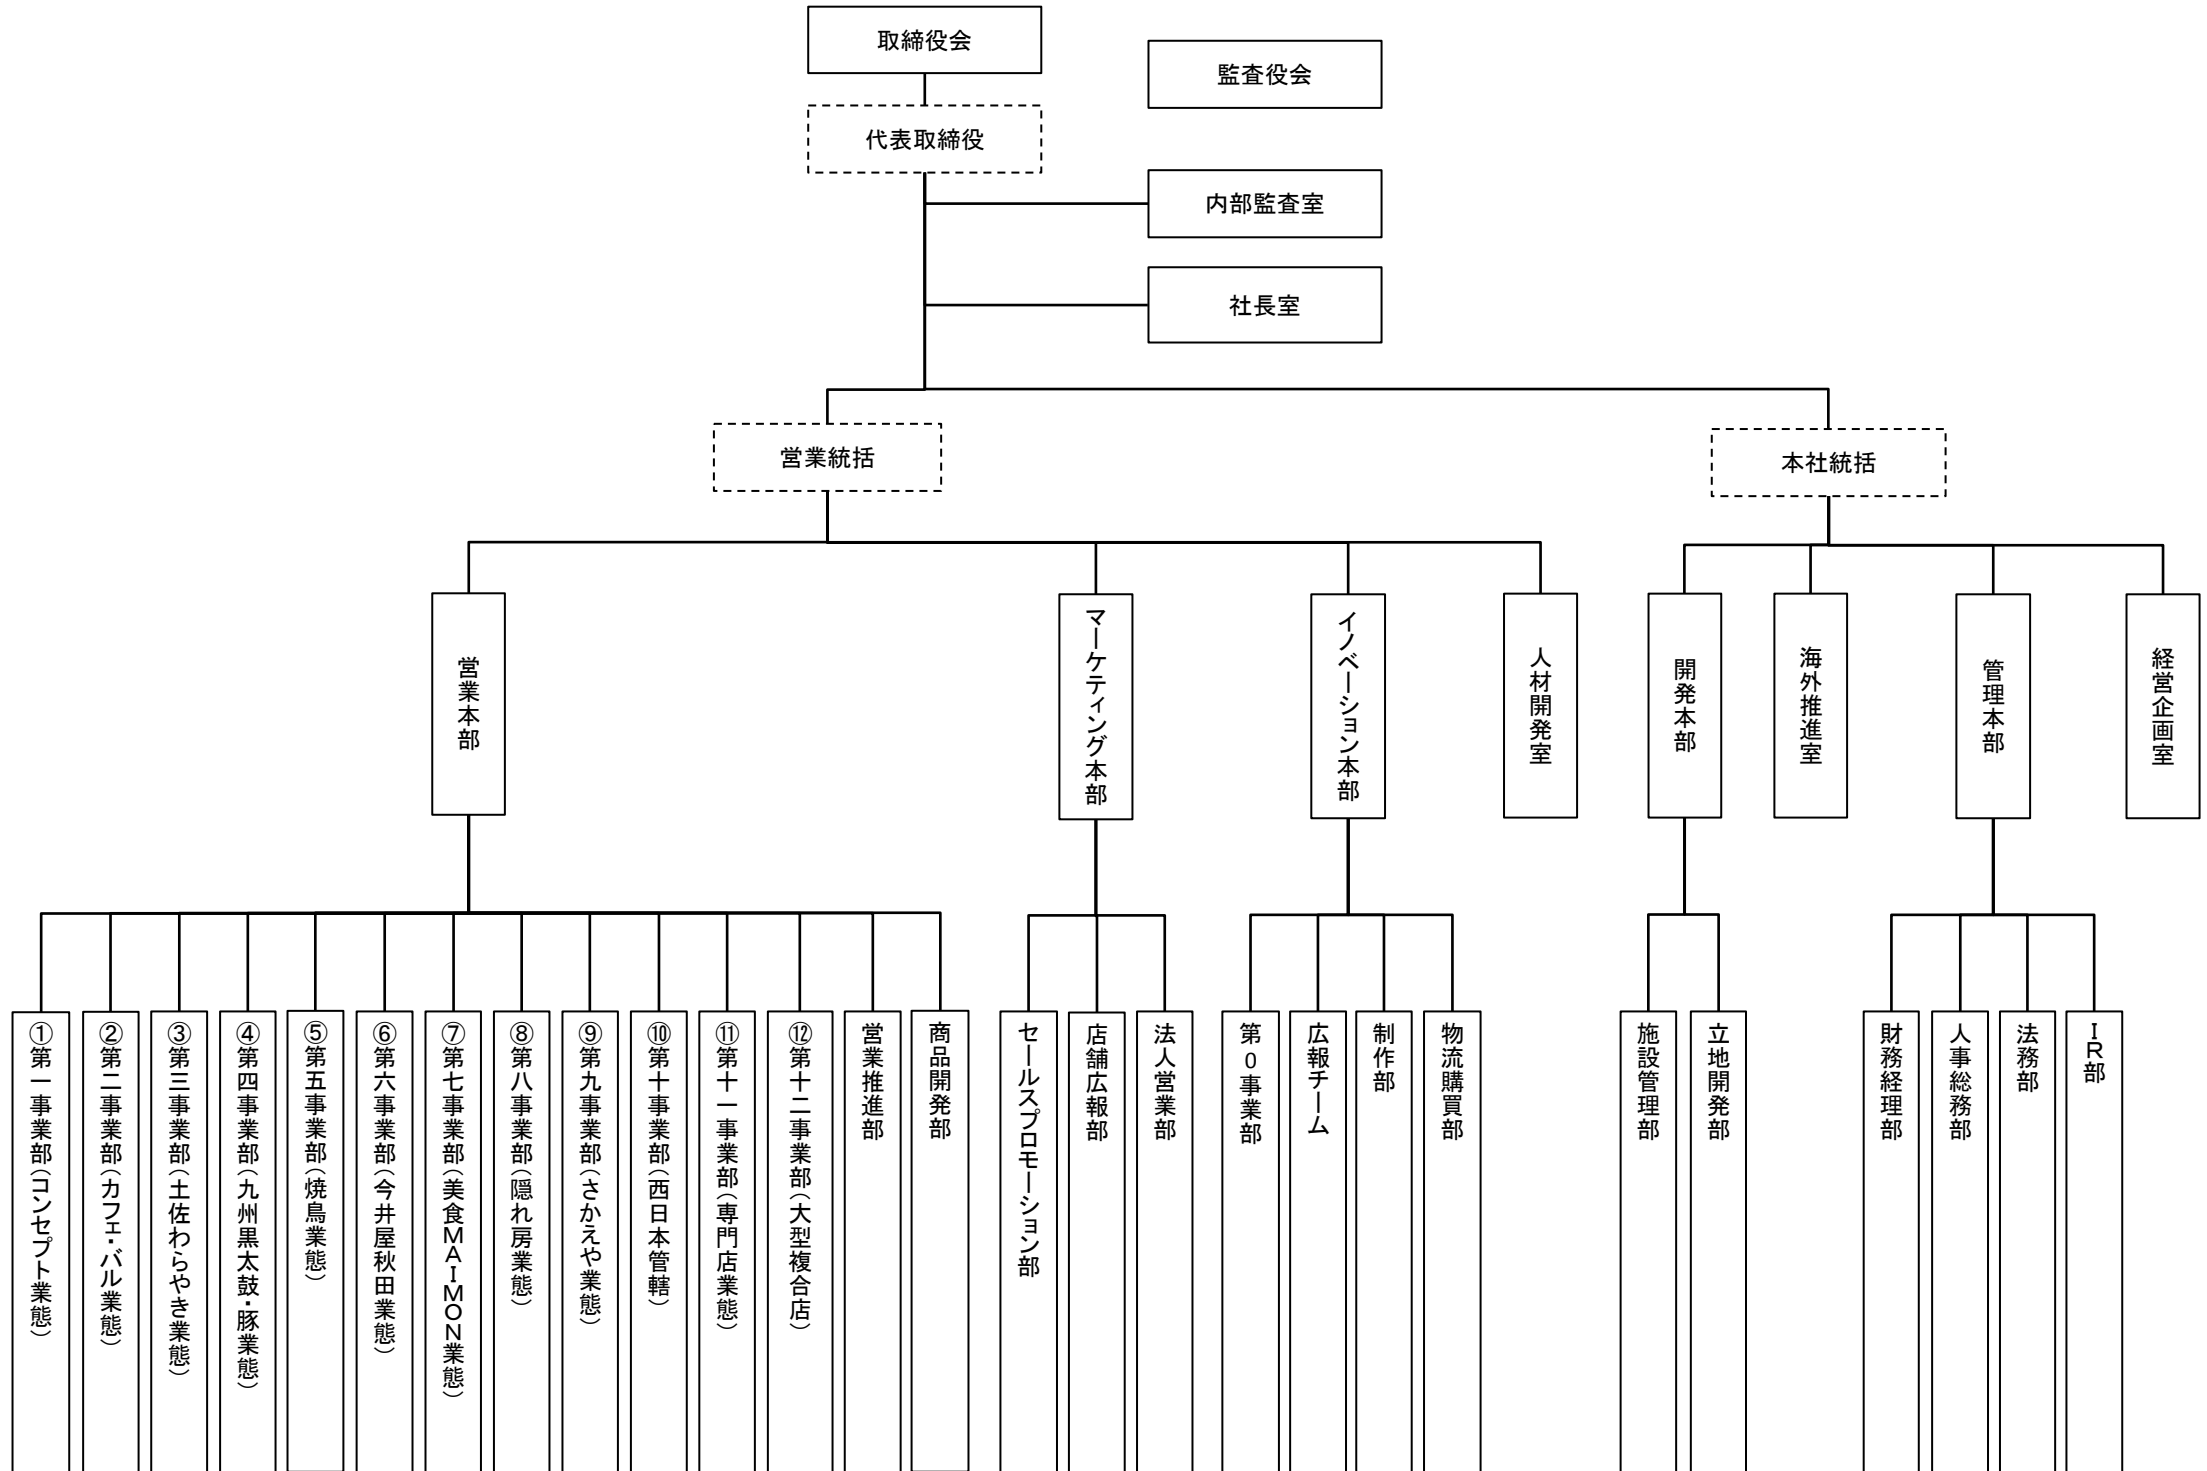 取締役会
監査役会
代表取締役
内部監査室
社長室
営業統括
本社統括
営業本部
マーケティング本部
イノベーション本部
人材開発室
開発本部
海外推進室
管理本部
経営企画室
①第一事業部(コンセプト業態)
②第二事業部(カフェ・バル業態)
③第三事業部(土佐わらやき業態)
④第四事業部(九州黒太鼓・豚業態)
⑤第五事業部(焼鳥業態)
⑥第六事業部(今井屋秋田業態)
⑦第七事業部(美食MAIMON業態)
⑧第八事業部(隠れ房業態)
⑨第九事業部(さかえや業態)
⑩第十事業部(西日本管轄)
⑪第十一事業部(専門店業態)
⑫第十二事業部(大型複合店)
営業推進部
商品開発部
セールスプロモーション部
店舗広報部
法人営業部
第0事業部
広報チーム
制作部
物流購買部
施設管理部
立地開発部
財務経理部
人事総務部
法務部
IR部